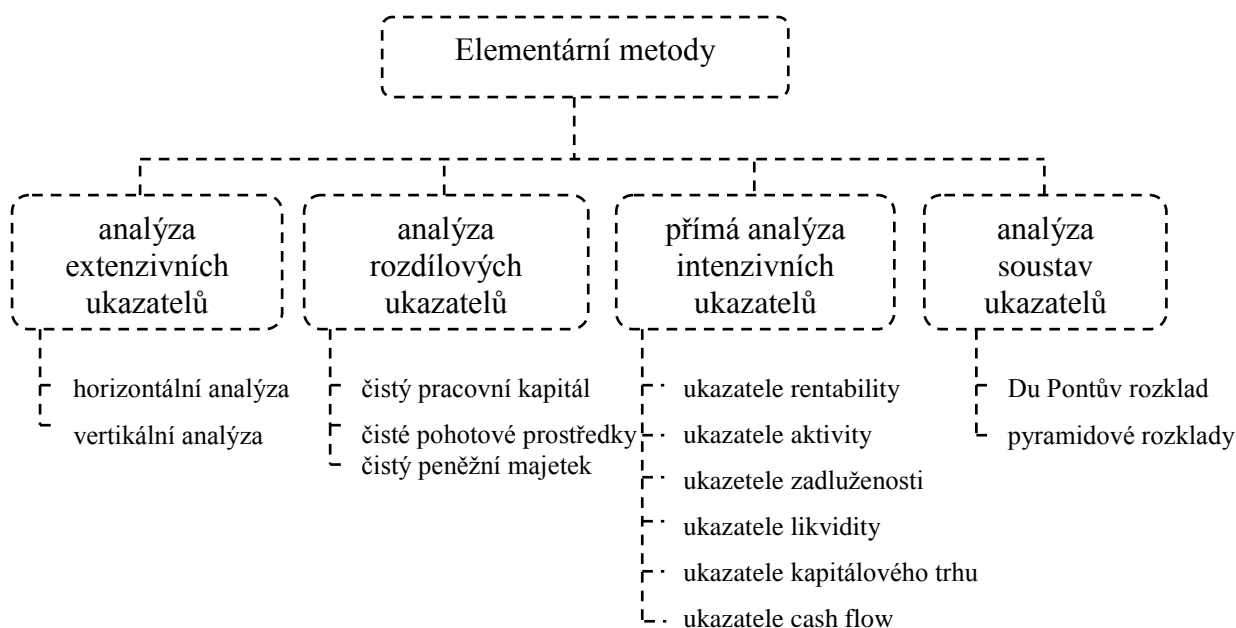 Elementární metody
analýza
extenzivních
ukazatelů
analýza
rozdílových
ukazatelů
přímá analýza
intenzivních
ukazatelů
analýza
soustav
ukazatelů
horizontální analýza
vertikální analýza
čistý pracovní kapitál
čisté pohotové prostředky
čistý peněžní majetek
ukazatele rentability
ukazatele aktivity
ukazetele zadluženosti
ukazatele likvidity
ukazatele kapitálového trhu
ukazatele cash flow
Du Pontův rozklad
pyramidové rozklady